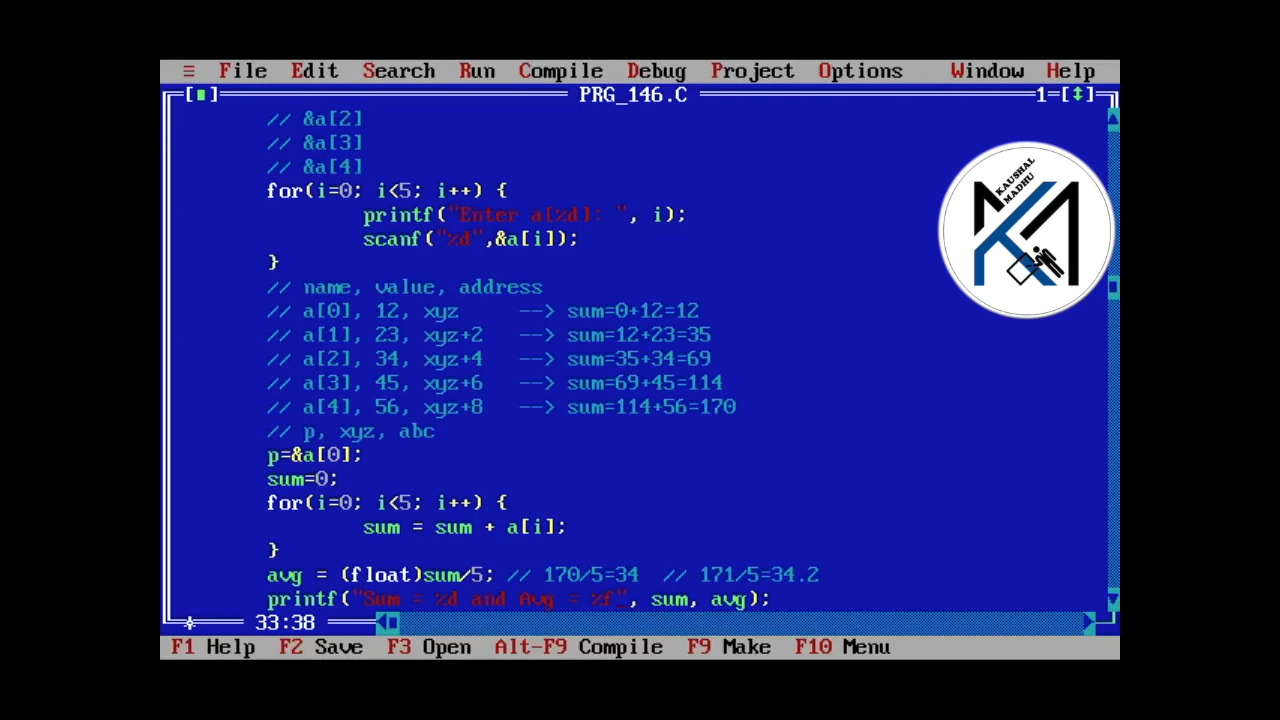 ≡ File Edit Search Run Compile Debug Project Options Window Help
[■] PRG_146.C 1=[↕]
// &a[2]
// &a[3]
// &a[4]
for(i=0; i<5; i++) {
printf("Enter a[%d]: ", i);
scanf("%d",&a[i]);
}
// name, value, address
// a[0], 12, xyz --> sum=0+12=12
// a[1], 23, xyz+2 --> sum=12+23=35
// a[2], 34, xyz+4 --> sum=35+34=69
// a[3], 45, xyz+6 --> sum=69+45=114
// a[4], 56, xyz+8 --> sum=114+56=170
// p, xyz, abc
p=&a[0];
sum=0;
for(i=0; i<5; i++) {
sum = sum + a[i];
}
avg = (float)sum/5; // 170/5=34 // 171/5=34.2
printf("Sum = %d and Avg = %f", sum, avg);
33:38
F1 Help F2 Save F3 Open Alt-F9 Compile F9 Make F10 Menu
KAUSHAL
MADHU